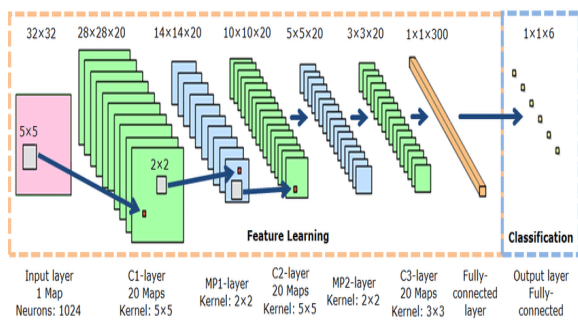 32×32 28×28×20 14×14×20 10×10×20 5×5×20 3×3×20 1×1×300 1×1×6
5×5
2×2
Feature Learning Classification
Input layer
1 Map
Neurons: 1024
C1-layer
20 Maps
Kernel: 5×5
MP1-layer
Kernel: 2×2
C2-layer
20 Maps
Kernel: 5×5
MP2-layer
Kernel: 2×2
C3-layer
20 Maps
Kernel: 3×3
Fully-
connected
layer
Output layer
Fully-
connected